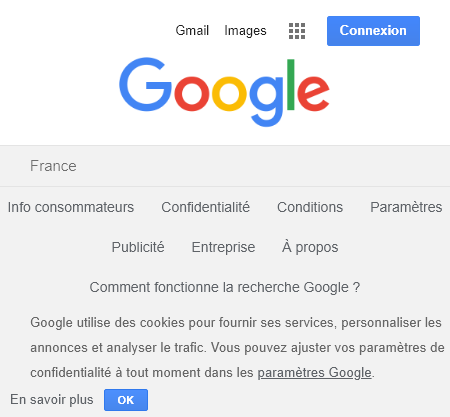 Gmail Images Connexion
Google
France
Info consommateurs Confidentialité Conditions Paramètres
Publicité Entreprise À propos
Comment fonctionne la recherche Google ?
Google utilise des cookies pour fournir ses services, personnaliser les
annonces et analyser le trafic. Vous pouvez ajuster vos paramètres de
confidentialité à tout moment dans les paramètres Google.
En savoir plus OK